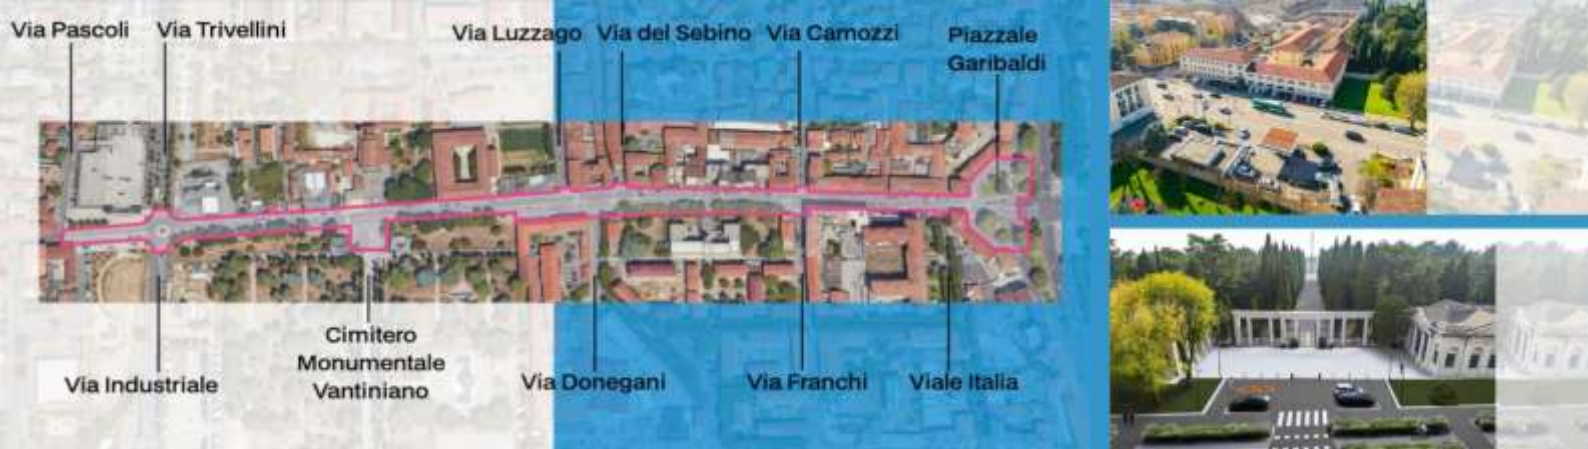 Via Pascoli
Via Trivellini
Via Luzzago
Via del Sebino
Via Camozzi
Piazzale
Garibaldi
Cimitero
Monumentale
Vantiniano
Via Industriale
Via Donegani
Via Franchi
Viale Italia